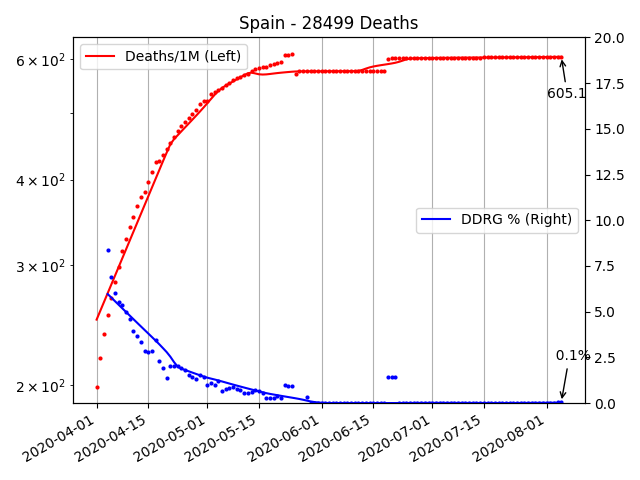 Spain - 28499 Deaths
Deaths/1M (Left)
DDRG % (Right)
6 × 10²
4 × 10²
3 × 10²
2 × 10²
20.0
17.5
15.0
12.5
10.0
7.5
5.0
2.5
0.0
605.1
0.1%
2020-04-01
2020-04-15
2020-05-01
2020-05-15
2020-06-01
2020-06-15
2020-07-01
2020-07-15
2020-08-01